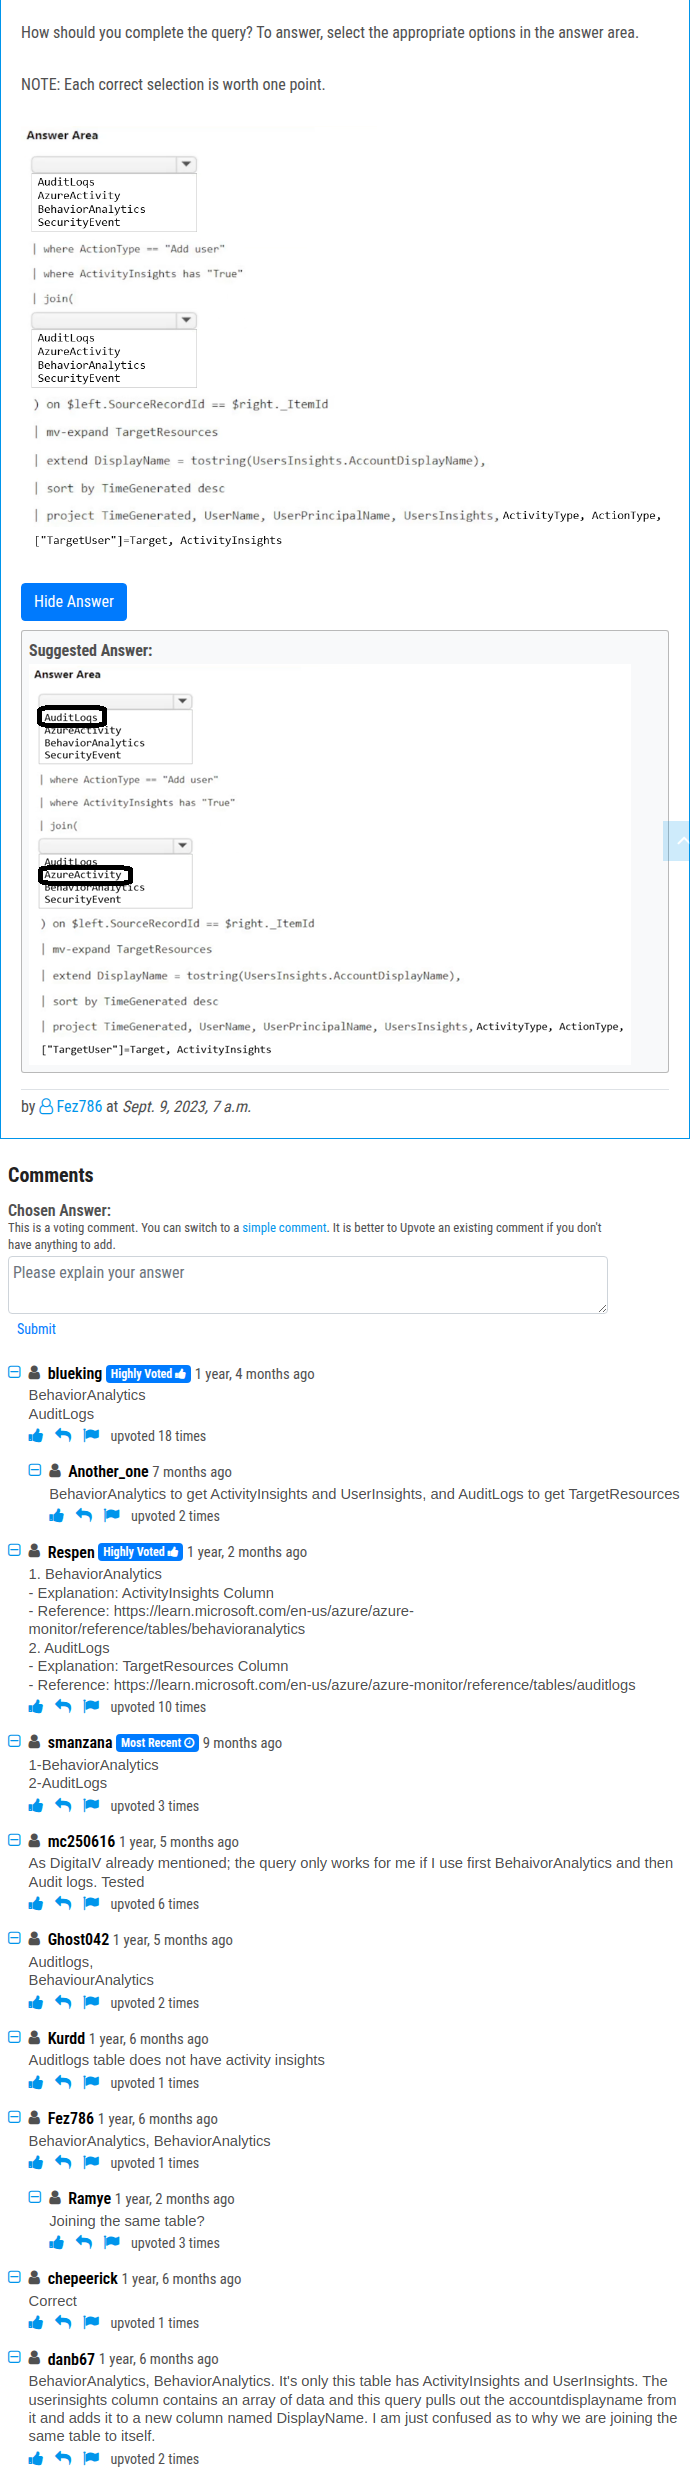 How should you complete the query? To answer, select the appropriate options in the answer area.
NOTE: Each correct selection is worth one point.
Answer Area
AuditLogs
AzureActivity
BehaviorAnalytics
SecurityEvent
| where ActionType == "Add user"
| where ActivityInsights has "True"
| join(
AuditLogs
AzureActivity
BehaviorAnalytics
SecurityEvent
) on $left.SourceRecordId == $right._ItemId
| mv-expand TargetResources
| extend DisplayName = tostring(UsersInsights.AccountDisplayName),
| sort by TimeGenerated desc
| project TimeGenerated, UserName, UserPrincipalName, UsersInsights, ActivityType, ActionType,
["TargetUser"]=Target, ActivityInsights
Hide Answer
Suggested Answer:
Answer Area
AuditLogs
AzureActivity
BehaviorAnalytics
SecurityEvent
| where ActionType == "Add user"
| where ActivityInsights has "True"
| join(
AuditLogs
AzureActivity
BehaviorAnalytics
SecurityEvent
) on $left.SourceRecordId == $right._ItemId
| mv-expand TargetResources
| extend DisplayName = tostring(UsersInsights.AccountDisplayName),
| sort by TimeGenerated desc
| project TimeGenerated, UserName, UserPrincipalName, UsersInsights, ActivityType, ActionType,
["TargetUser"]=Target, ActivityInsights
by Fez786 at Sept. 9, 2023, 7 a.m.
Comments
Chosen Answer:
This is a voting comment. You can switch to a simple comment. It is better to Upvote an existing comment if you don't
have anything to add.
Please explain your answer
Submit
blueking Highly Voted 1 year, 4 months ago
BehaviorAnalytics
AuditLogs
upvoted 18 times
Another_one 7 months ago
BehaviorAnalytics to get ActivityInsights and UserInsights, and AuditLogs to get TargetResources
upvoted 2 times
Respen Highly Voted 1 year, 2 months ago
1. BehaviorAnalytics
- Explanation: ActivityInsights Column
- Reference: https://learn.microsoft.com/en-us/azure/azure-
monitor/reference/tables/behavioranalytics
2. AuditLogs
- Explanation: TargetResources Column
- Reference: https://learn.microsoft.com/en-us/azure/azure-monitor/reference/tables/auditlogs
upvoted 10 times
smanzana Most Recent 9 months ago
1-BehaviorAnalytics
2-AuditLogs
upvoted 3 times
mc250616 1 year, 5 months ago
As DigitalV already mentioned; the query only works for me if I use first BehaivorAnalytics and then
Audit logs. Tested
upvoted 6 times
Ghost042 1 year, 5 months ago
Auditlogs,
BehaviourAnalytics
upvoted 2 times
Kurdd 1 year, 6 months ago
Auditlogs table does not have activity insights
upvoted 1 times
Fez786 1 year, 6 months ago
BehaviorAnalytics, BehaviorAnalytics
upvoted 1 times
Ramye 1 year, 2 months ago
Joining the same table?
upvoted 3 times
chepeerick 1 year, 6 months ago
Correct
upvoted 1 times
danb67 1 year, 6 months ago
BehaviorAnalytics, BehaviorAnalytics. It's only this table has ActivityInsights and UserInsights. The
userinsights column contains an array of data and this query pulls out the accountdisplayname from
it and adds it to a new column named DisplayName. I am just confused as to why we are joining the
same table to itself.
upvoted 2 times